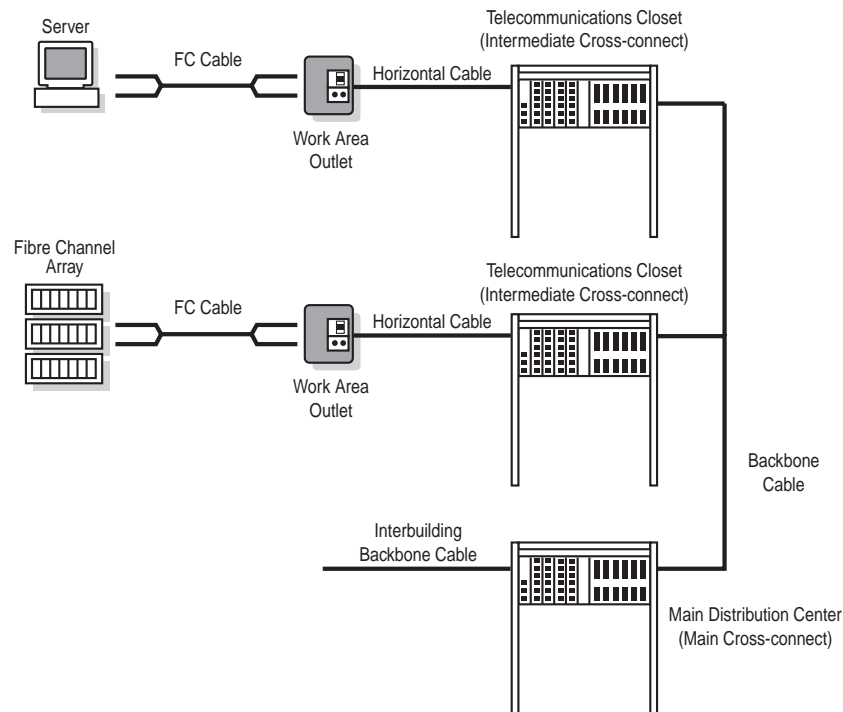 Server
FC Cable
Work Area
Outlet
Horizontal Cable
Telecommunications Closet
(Intermediate Cross-connect)
Fibre Channel
Array
FC Cable
Work Area
Outlet
Horizontal Cable
Telecommunications Closet
(Intermediate Cross-connect)
Backbone
Cable
Interbuilding
Backbone Cable
Main Distribution Center
(Main Cross-connect)